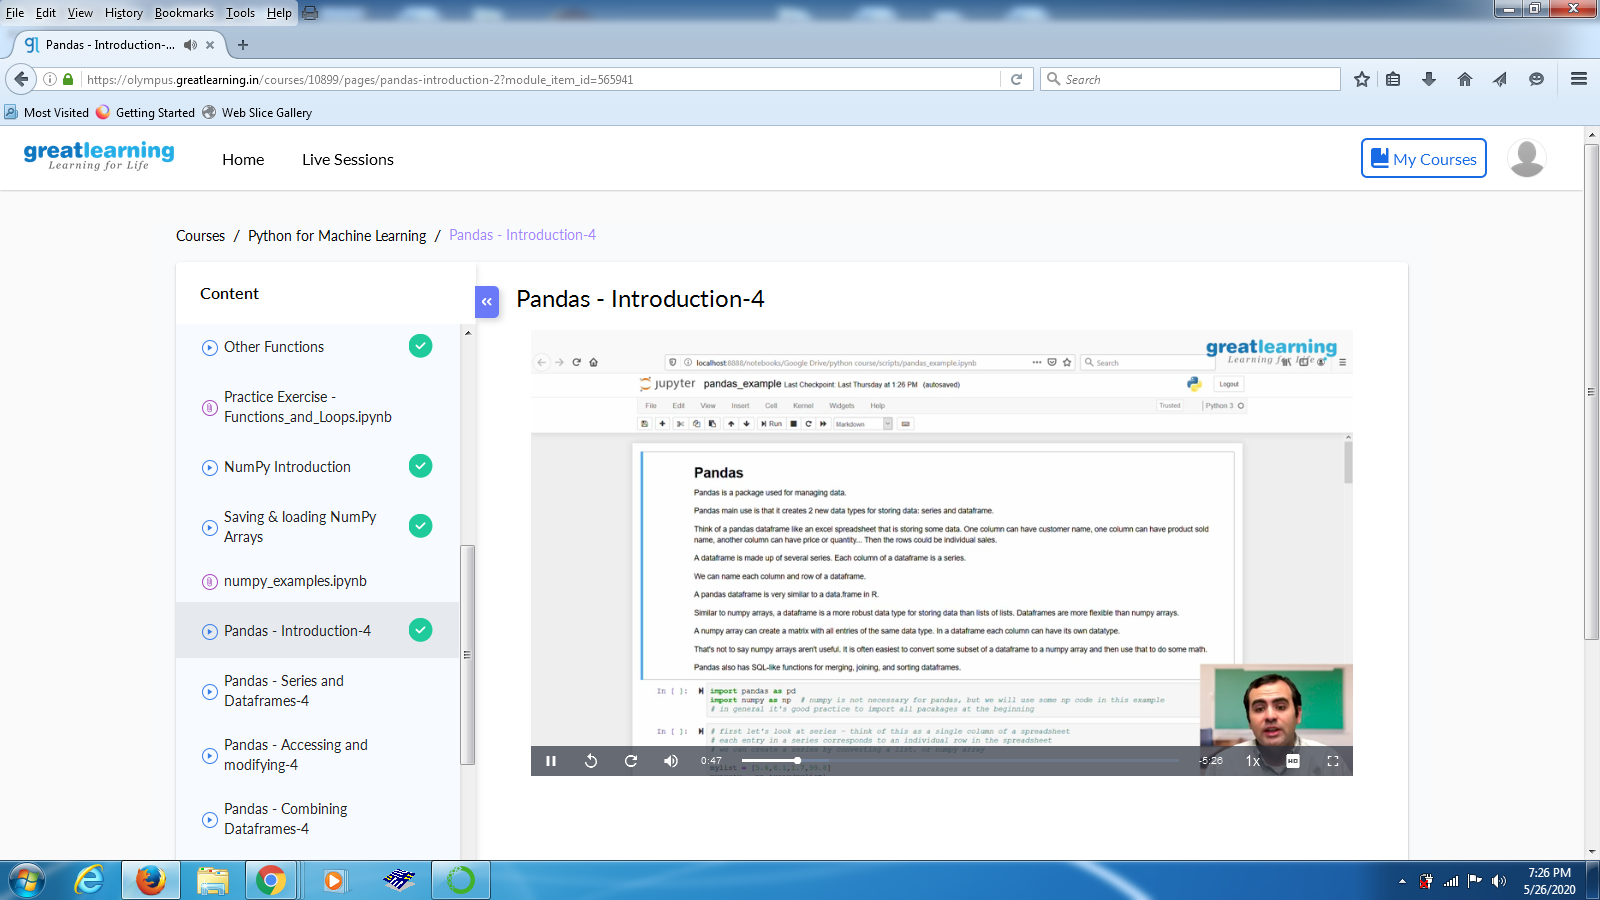 File Edit View History Bookmarks Tools Help
Pandas - Introduction-...
https://olympus.greatlearning.in/courses/10899/pages/pandas-introduction-2?module_item_id=565941
Search
Most Visited Getting Started Web Slice Gallery
greatlearning
Learning for Life
Home Live Sessions
My Courses
Courses / Python for Machine Learning / Pandas - Introduction-4
Content
Other Functions
Practice Exercise -
Functions_and_Loops.ipynb
NumPy Introduction
Saving & loading NumPy
Arrays
numpy_examples.ipynb
Pandas - Introduction-4
Pandas - Series and
Dataframes-4
Pandas - Accessing and
modifying-4
Pandas - Combining
Dataframes-4
Pandas - Introduction-4
greatlearning
Learning for Life
localhost:8888/notebooks/Google Drive/python course/scripts/pandas_example.ipynb
Search
jupyter pandas_example Last Checkpoint: Last Thursday at 1:26 PM (autosaved)
Logout
File Edit View Insert Cell Kernel Widgets Help
Trusted Python 3
Run Markdown
Pandas
Pandas is a package used for managing data.
Pandas main use is that it creates 2 new data types for storing data: series and dataframe.
Think of a pandas dataframe like an excel spreadsheet that is storing some data. One column can have customer name, one column can have product sold
name, another column can have price or quantity... Then the rows could be individual sales.
A dataframe is made up of several series. Each column of a dataframe is a series.
We can name each column and row of a dataframe.
A pandas dataframe is very similar to a data.frame in R.
Similar to numpy arrays, a dataframe is a more robust data type for storing data than lists of lists. Dataframes are more flexible than numpy arrays.
A numpy array can create a matrix with all entries of the same data type. In a dataframe each column can have its own datatype.
That's not to say numpy arrays aren't useful. It is often easiest to convert some subset of a dataframe to a numpy array and then use that to do some math.
Pandas also has SQL-like functions for merging, joining, and sorting dataframes.
In [ ]: import pandas as pd
import numpy as np # numpy is not necessary for pandas, but we will use some np code in this example
# in general it's good practice to import all pacakages at the beginning
In [ ]: # first let's look at series - think of this as a single column of a spreadsheet
# each entry in a series corresponds to an individual row in the spreadsheet
# we can create a series by converting a list, or numpy array
0:47
-5:26
1x
HD
7:26 PM
5/26/2020